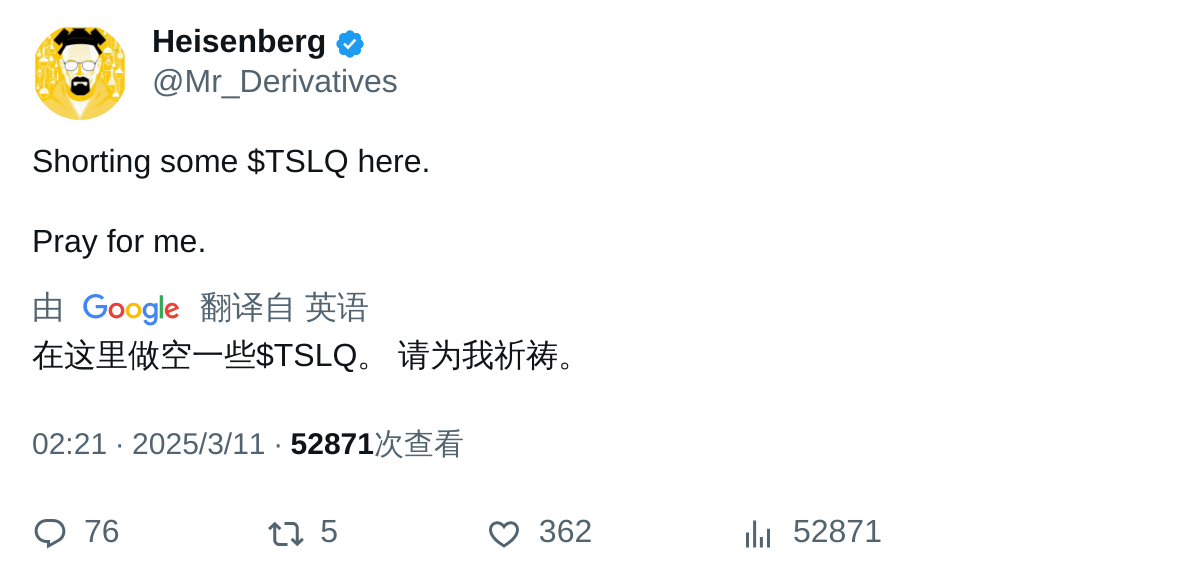 Heisenberg
@Mr_Derivatives
Shorting some $TSLQ here.
Pray for me.
由 Google 翻译自 英语
在这里做空一些$TSLQ。 请为我祈祷。
02:21 · 2025/3/11 · 52871次查看
76 5 362 52871